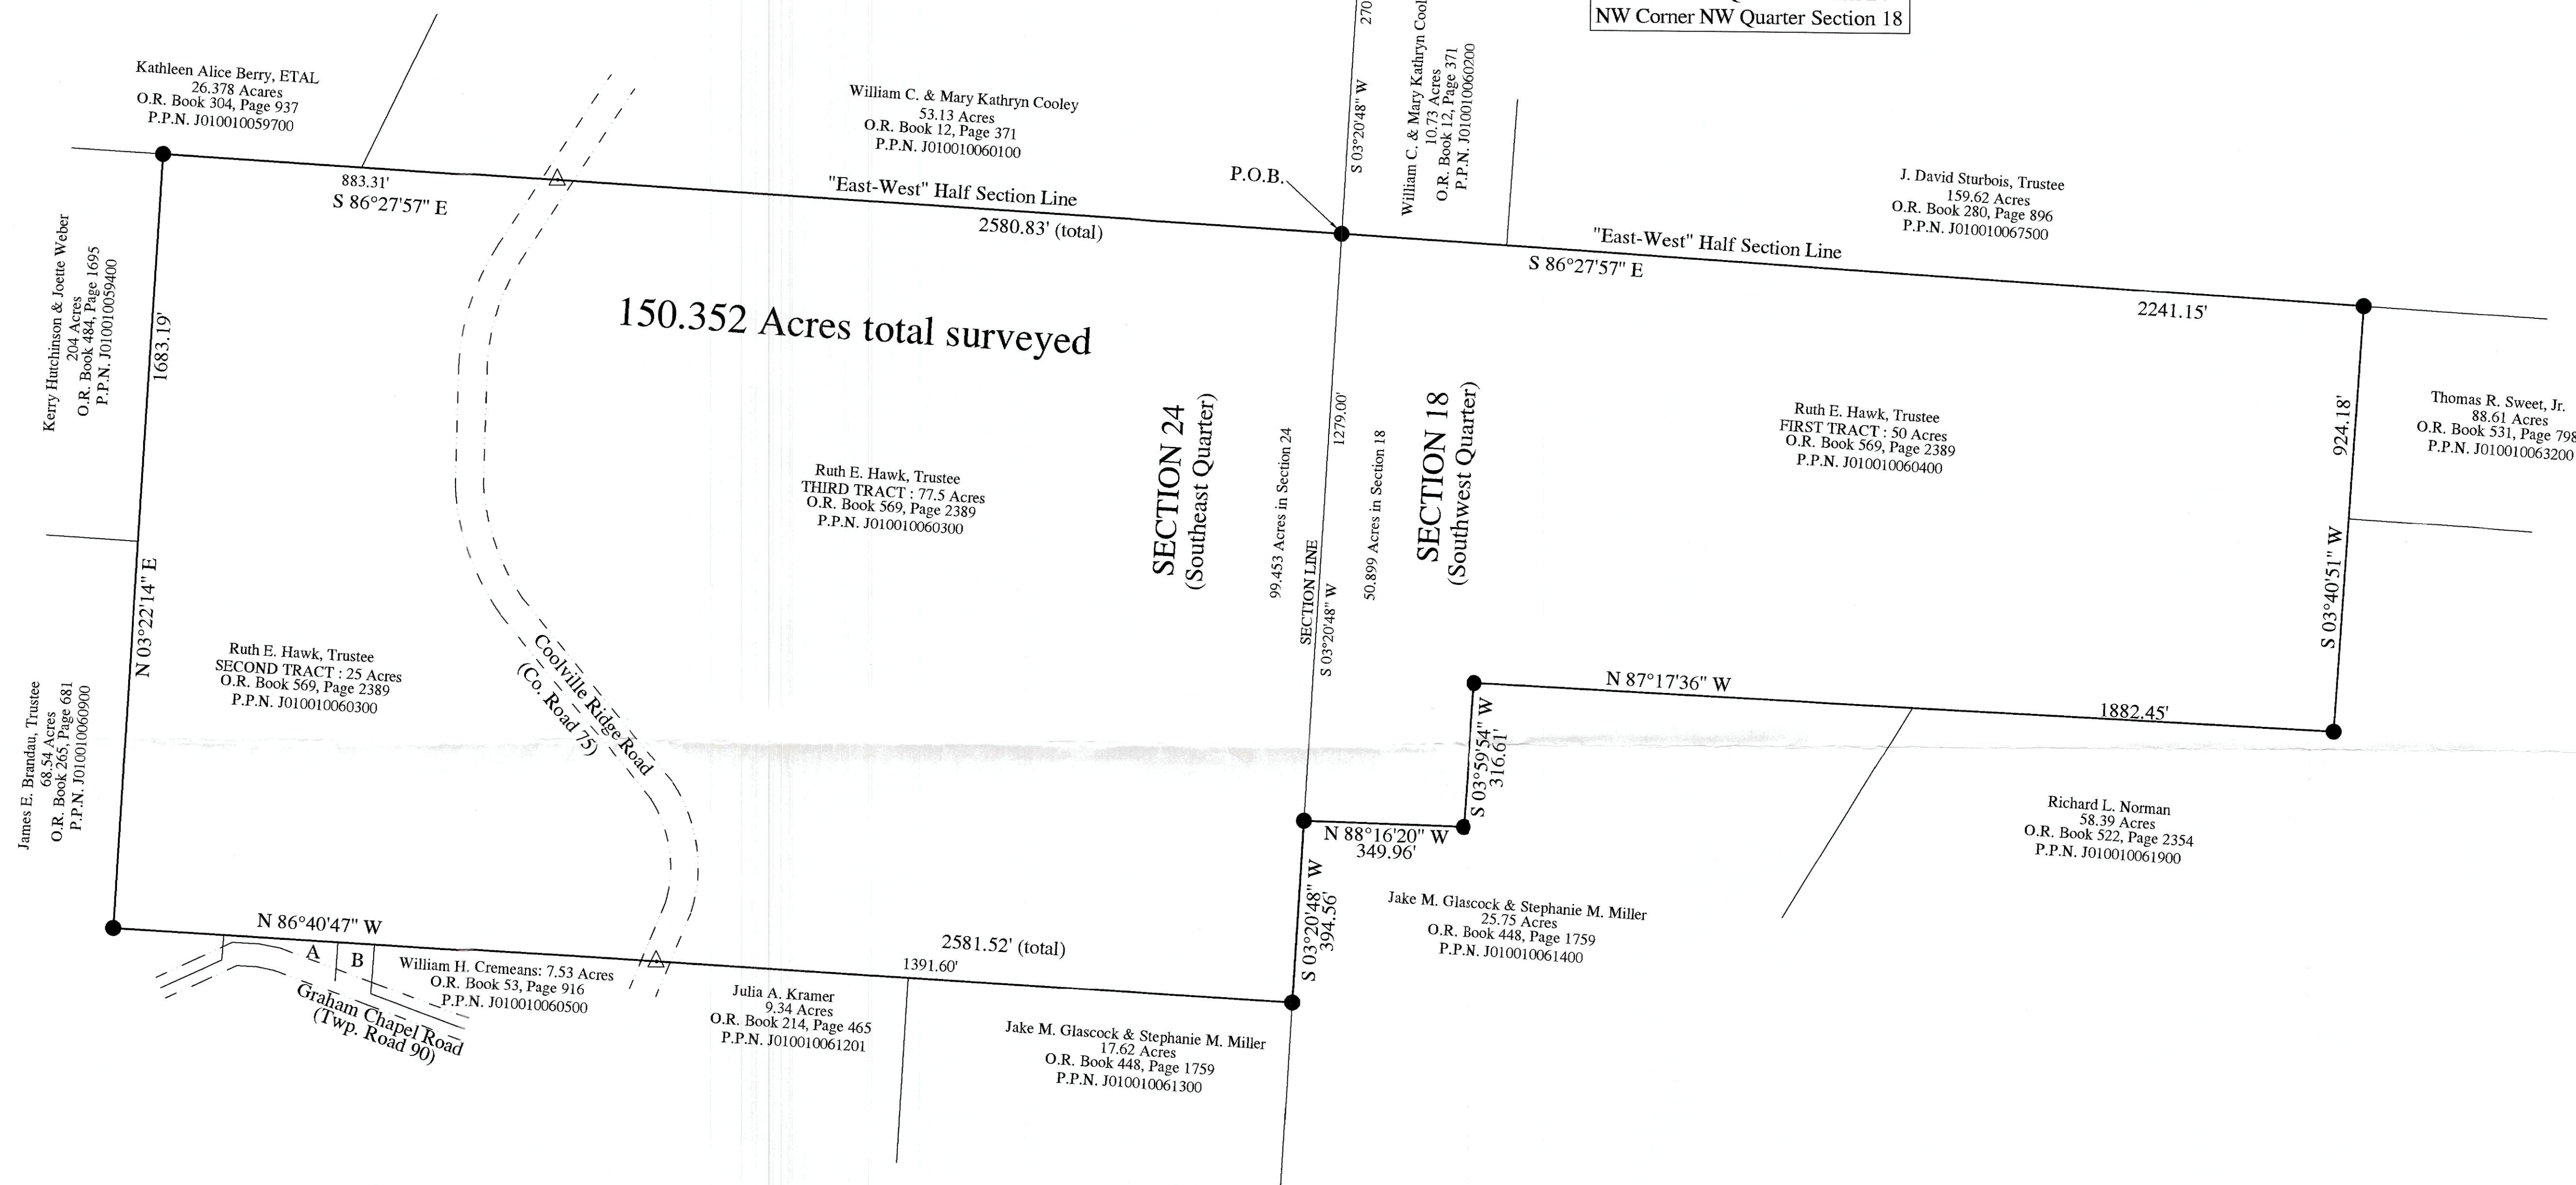 NW Corner NW Quarter Section 18
270
S 03°20'48" W
William C. & Mary Kathryn
10.73 Acres
O.R. Book 12, Page 371
P.P.N. J010010060200
Kathleen Alice Berry, ETAL
26.378 Acares
O.R. Book 304, Page 937
P.P.N. J010010059700
William C. & Mary Kathryn Cooley
53.13 Acres
O.R. Book 12, Page 371
P.P.N. J010010060100
P.O.B.
J. David Sturbois, Trustee
159.62 Acres
O.R. Book 280, Page 896
P.P.N. J010010067500
883.31'
S 86°27'57" E
"East-West" Half Section Line
2580.83' (total)
"East-West" Half Section Line
S 86°27'57" E
2241.15'
Kerry Hutchinson & Joette Weber
204 Acres
O.R. Book 484, Page 1695
P.P.N. J010010059400
1683.19'
N 03°22'14" E
150.352 Acres total surveyed
SECTION 24
(Southeast Quarter)
99.453 Acres in Section 24
SECTION LINE
1279.00'
S 03°20'48" W
50.899 Acres in Section 18
SECTION 18
(Southwest Quarter)
Ruth E. Hawk, Trustee
FIRST TRACT : 50 Acres
O.R. Book 569, Page 2389
P.P.N. J010010060400
924.18'
S 03°40'51" W
Thomas R. Sweet, Jr.
88.61 Acres
O.R. Book 531, Page 798
P.P.N. J010010063200
Ruth E. Hawk, Trustee
THIRD TRACT : 77.5 Acres
O.R. Book 569, Page 2389
P.P.N. J010010060300
Ruth E. Hawk, Trustee
SECOND TRACT : 25 Acres
O.R. Book 569, Page 2389
P.P.N. J010010060300
Coolville Ridge Road
(Co. Road 75)
James E. Brandau, Trustee
68.54 Acres
O.R. Book 265, Page 681
P.P.N. J010010060900
N 87°17'36" W
1882.45'
S 03°59'54" W
316.61'
N 88°16'20" W
349.96'
S 03°20'48" W
394.56'
Richard L. Norman
58.39 Acres
O.R. Book 522, Page 2354
P.P.N. J010010061900
Jake M. Glascock & Stephanie M. Miller
25.75 Acres
O.R. Book 448, Page 1759
P.P.N. J010010061400
N 86°40'47" W
2581.52' (total)
1391.60'
A
B
William H. Cremeans: 7.53 Acres
O.R. Book 53, Page 916
P.P.N. J010010060500
Graham Chapel Road
(Twp. Road 90)
Julia A. Kramer
9.34 Acres
O.R. Book 214, Page 465
P.P.N. J010010061201
Jake M. Glascock & Stephanie M. Miller
17.62 Acres
O.R. Book 448, Page 1759
P.P.N. J010010061300